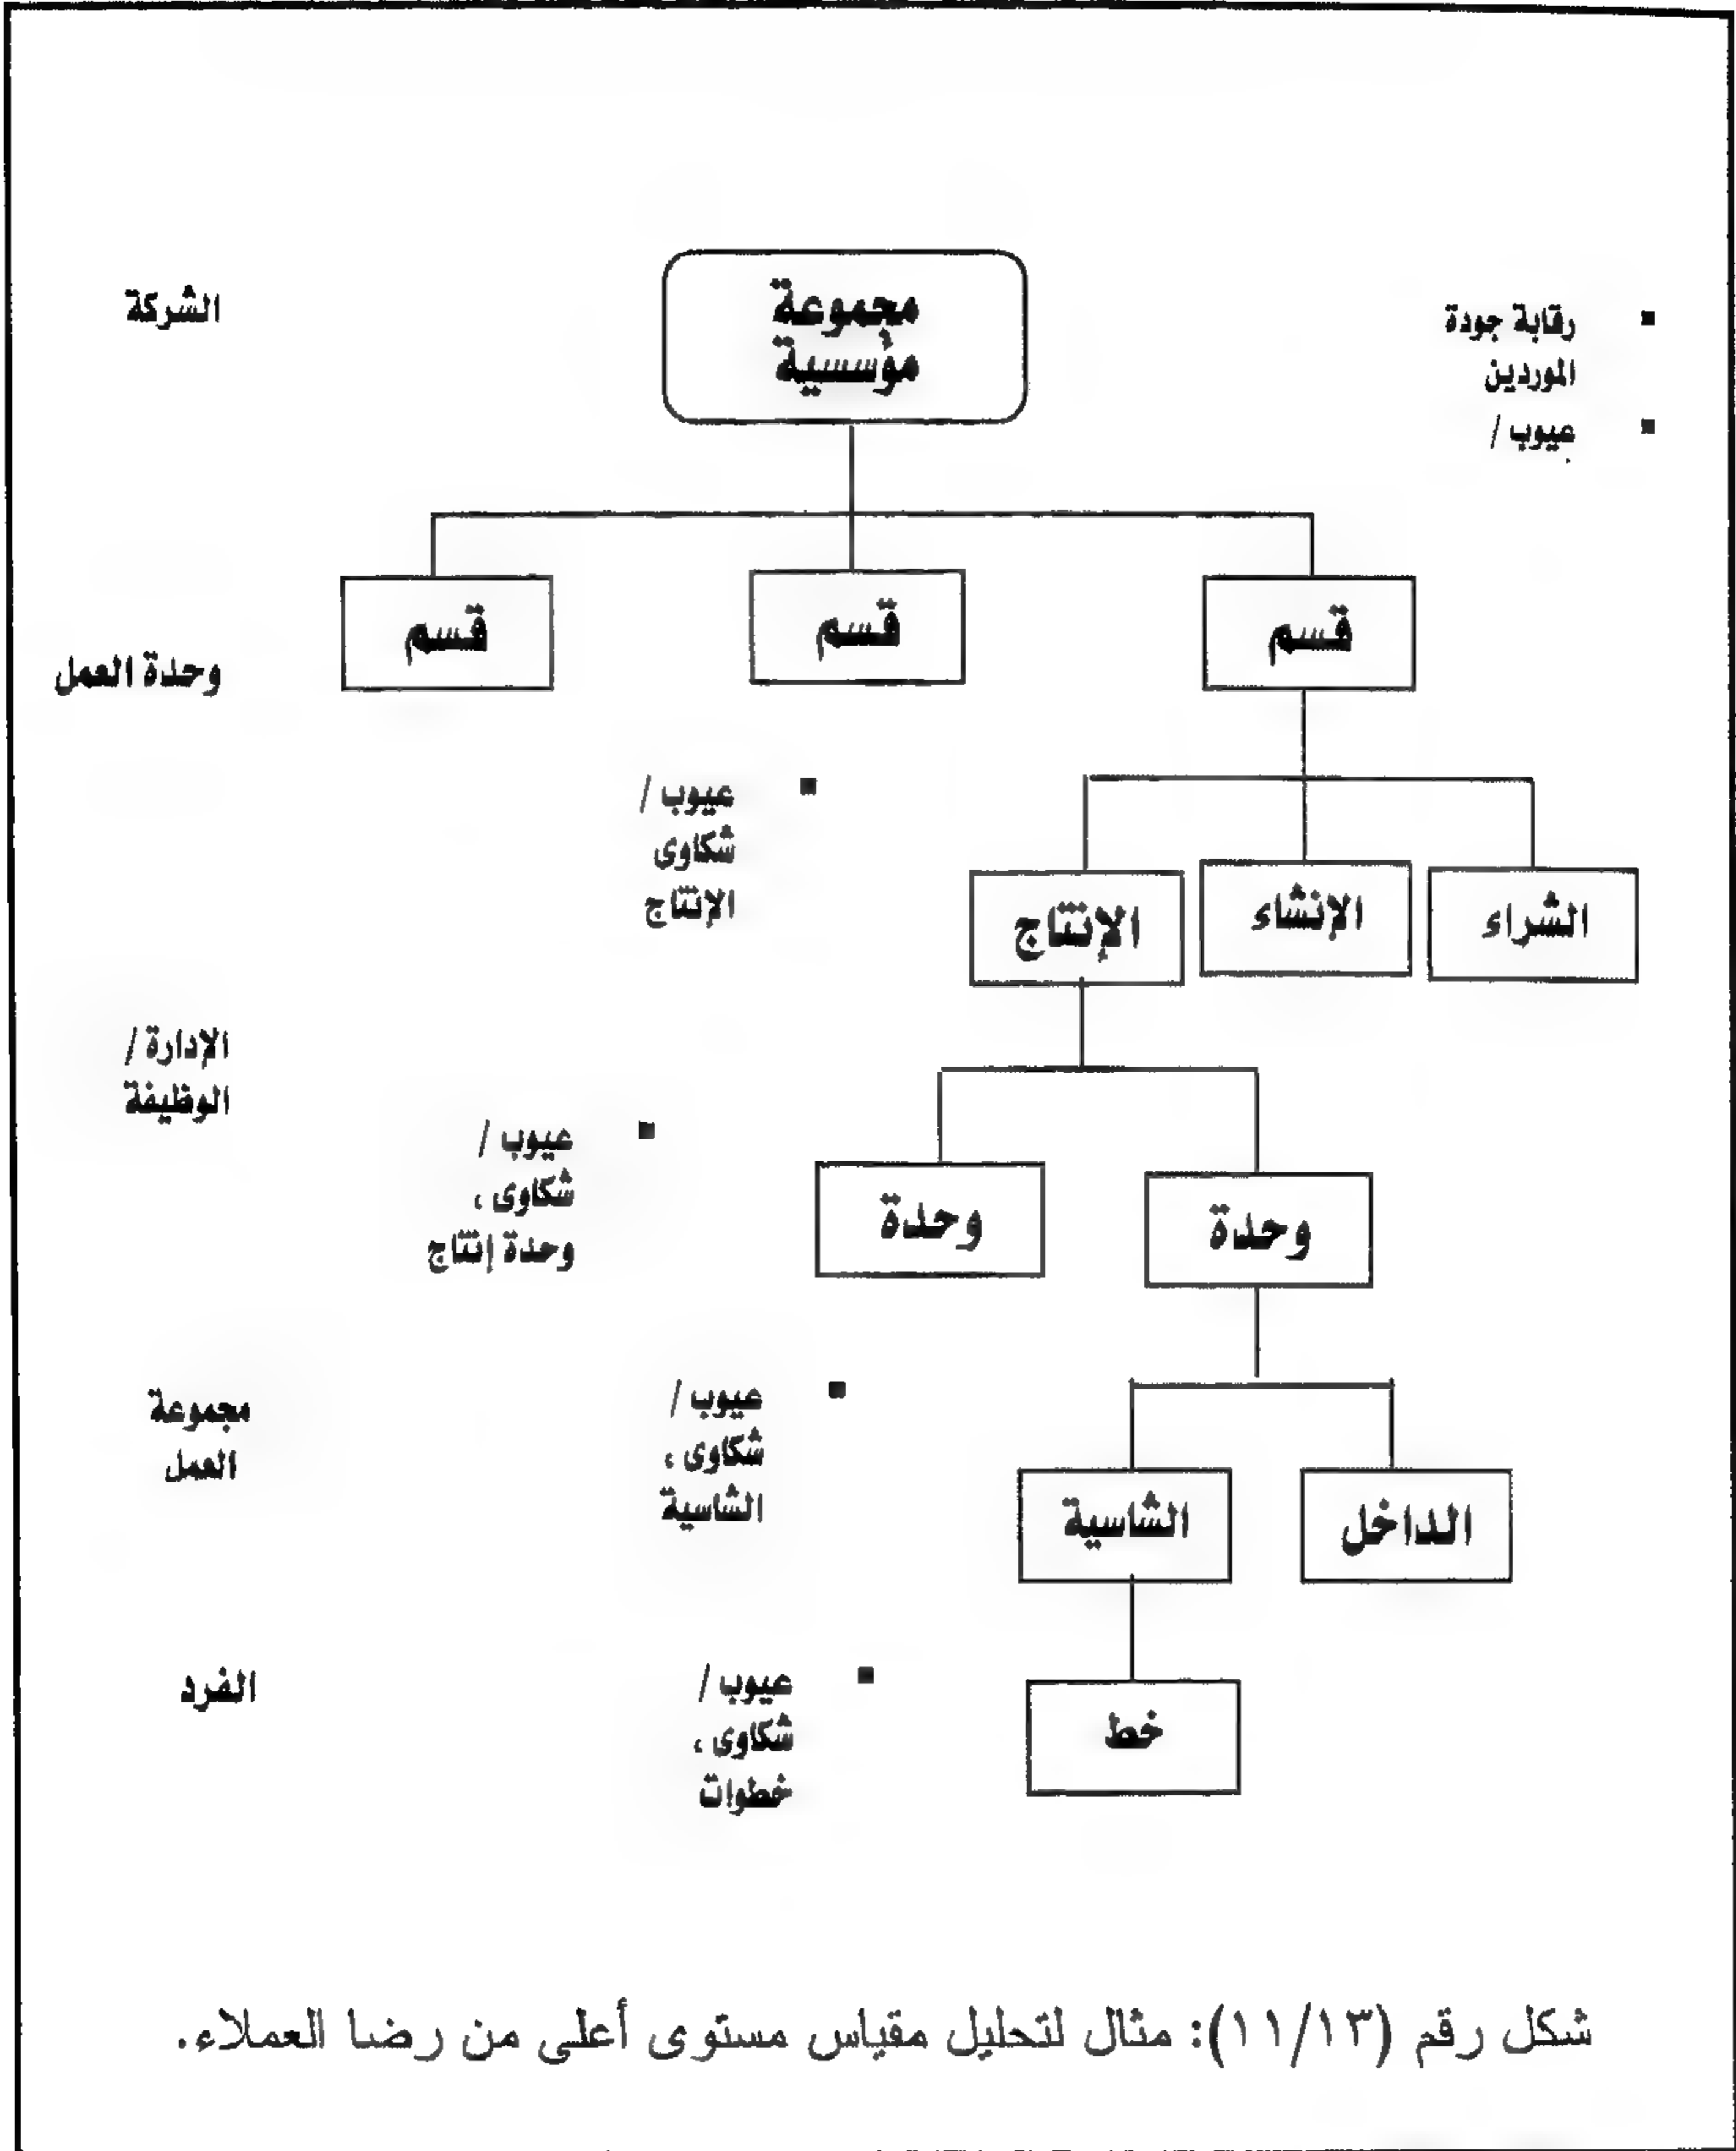 الشركة
مجموعة
مؤسسية
رقابة جودة
الموردين
عيوب /
وحدة العمل
قسم
قسم
قسم
عيوب /
شكاوى
الإنتاج
الشراء
الإنشاء
الإنتاج
الإدارة /
الوظيفة
عيوب /
شكاوى ،
وحدة إنتاج
وحدة
وحدة
مجموعة
العمل
عيوب /
شكاوى ،
الشاسية
الداخل
الشاسية
الفرد
عيوب /
شكاوى ،
خطوات
خط
شكل رقم (١١/١٣): مثال لتحليل مقياس مستوى أعلى من رضا العملاء.